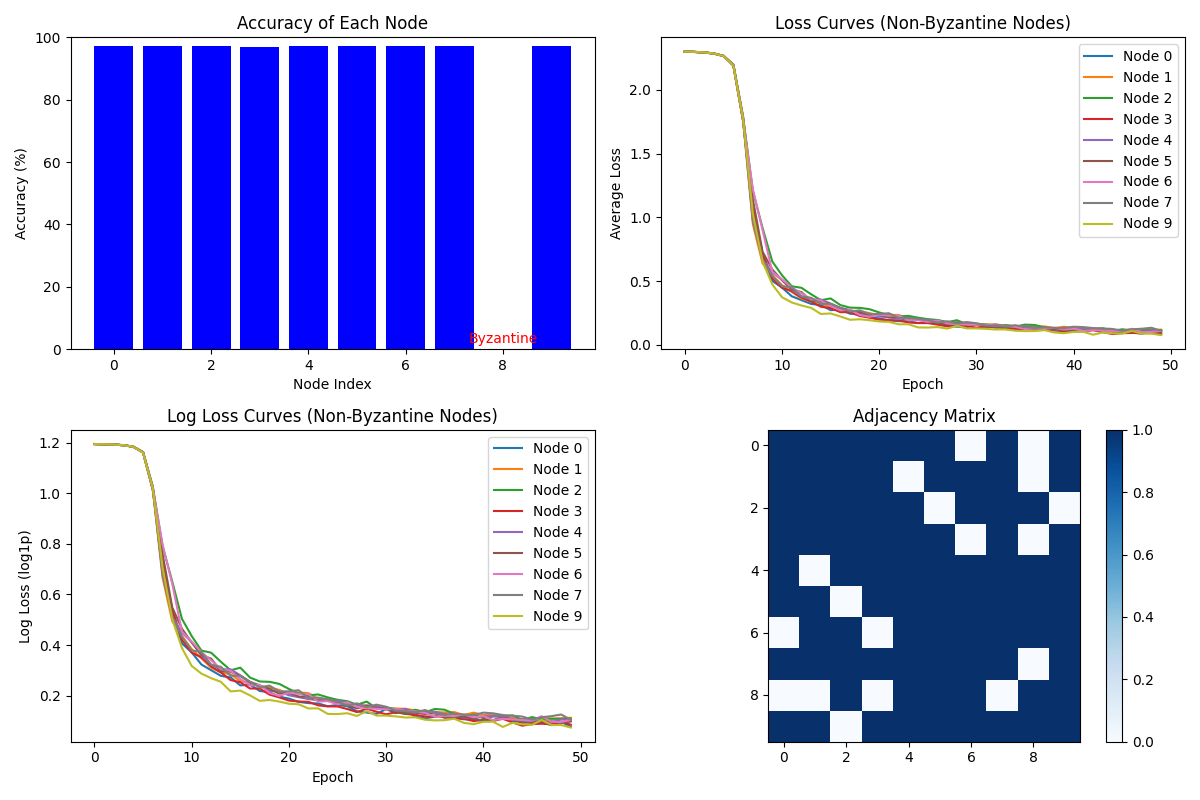 Accuracy of Each Node
100
80
60
40
20
0
Accuracy (%)
Byzantine
0 2 4 6 8
Node Index
Loss Curves (Non-Byzantine Nodes)
2.0
1.5
1.0
0.5
0.0
Average Loss
Node 0
Node 1
Node 2
Node 3
Node 4
Node 5
Node 6
Node 7
Node 9
0 10 20 30 40 50
Epoch
Log Loss Curves (Non-Byzantine Nodes)
1.2
1.0
0.8
0.6
0.4
0.2
Log Loss (log1p)
Node 0
Node 1
Node 2
Node 3
Node 4
Node 5
Node 6
Node 7
Node 9
0 10 20 30 40 50
Epoch
Adjacency Matrix
0
2
4
6
8
0 2 4 6 8
1.0
0.8
0.6
0.4
0.2
0.0